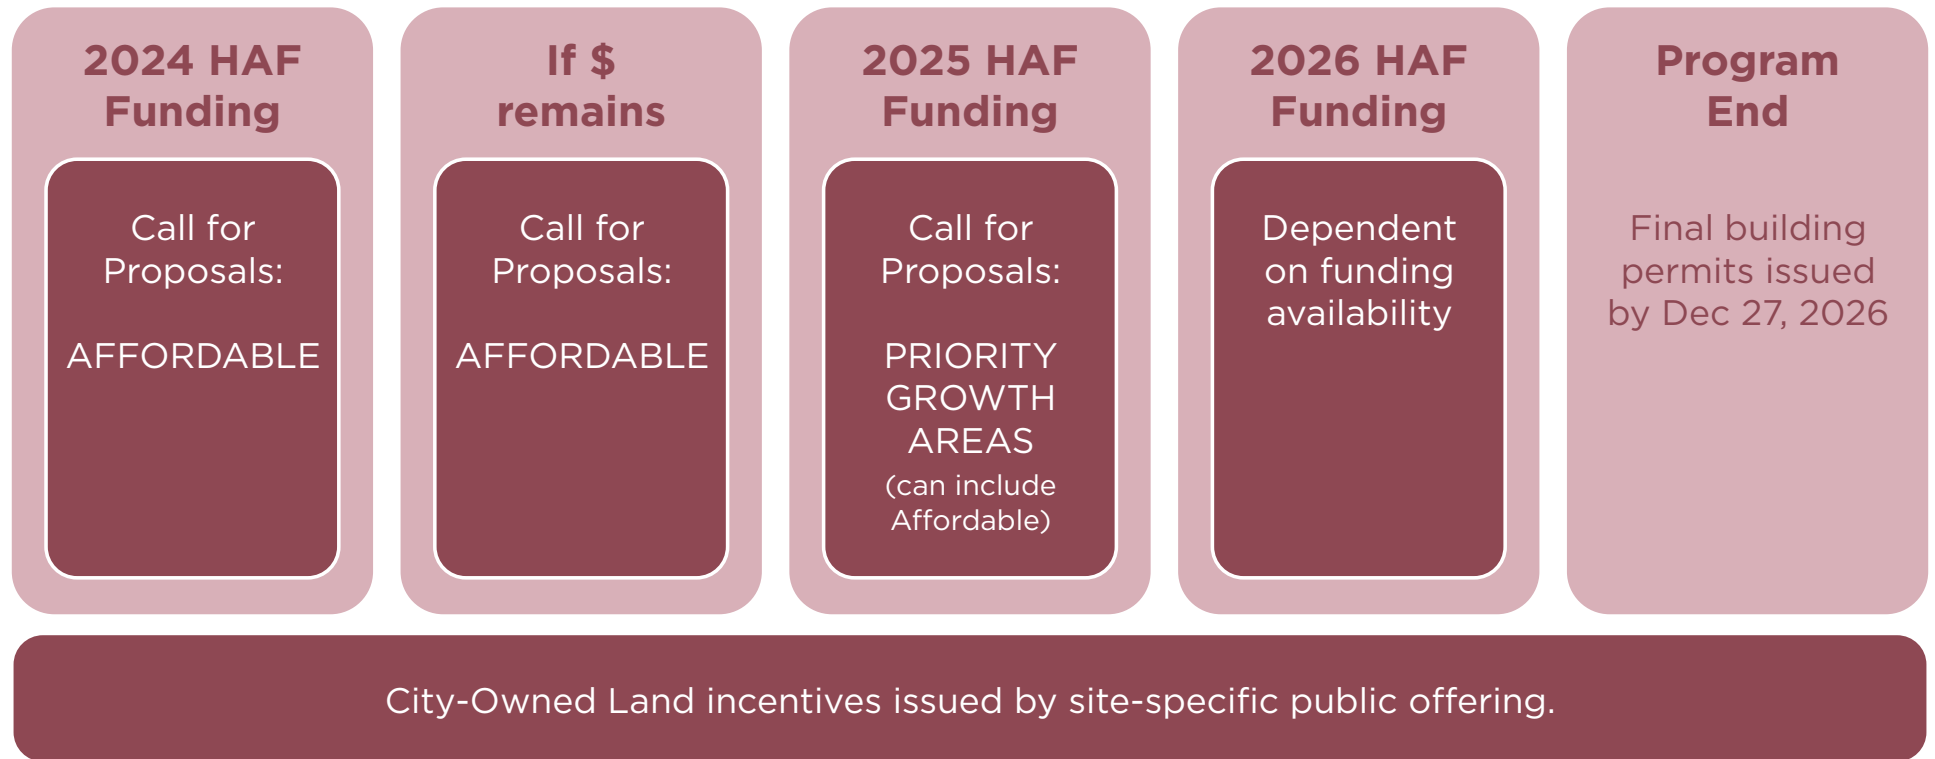 2024 HAF
Funding
Call for
Proposals:
AFFORDABLE
If $
remains
Call for
Proposals:
AFFORDABLE
2025 HAF
Funding
Call for
Proposals:
PRIORITY
GROWTH
AREAS
(can include
Affordable)
2026 HAF
Funding
Dependent
on funding
availability
Program
End
Final building
permits issued
by Dec 27, 2026
City-Owned Land incentives issued by site-specific public offering.